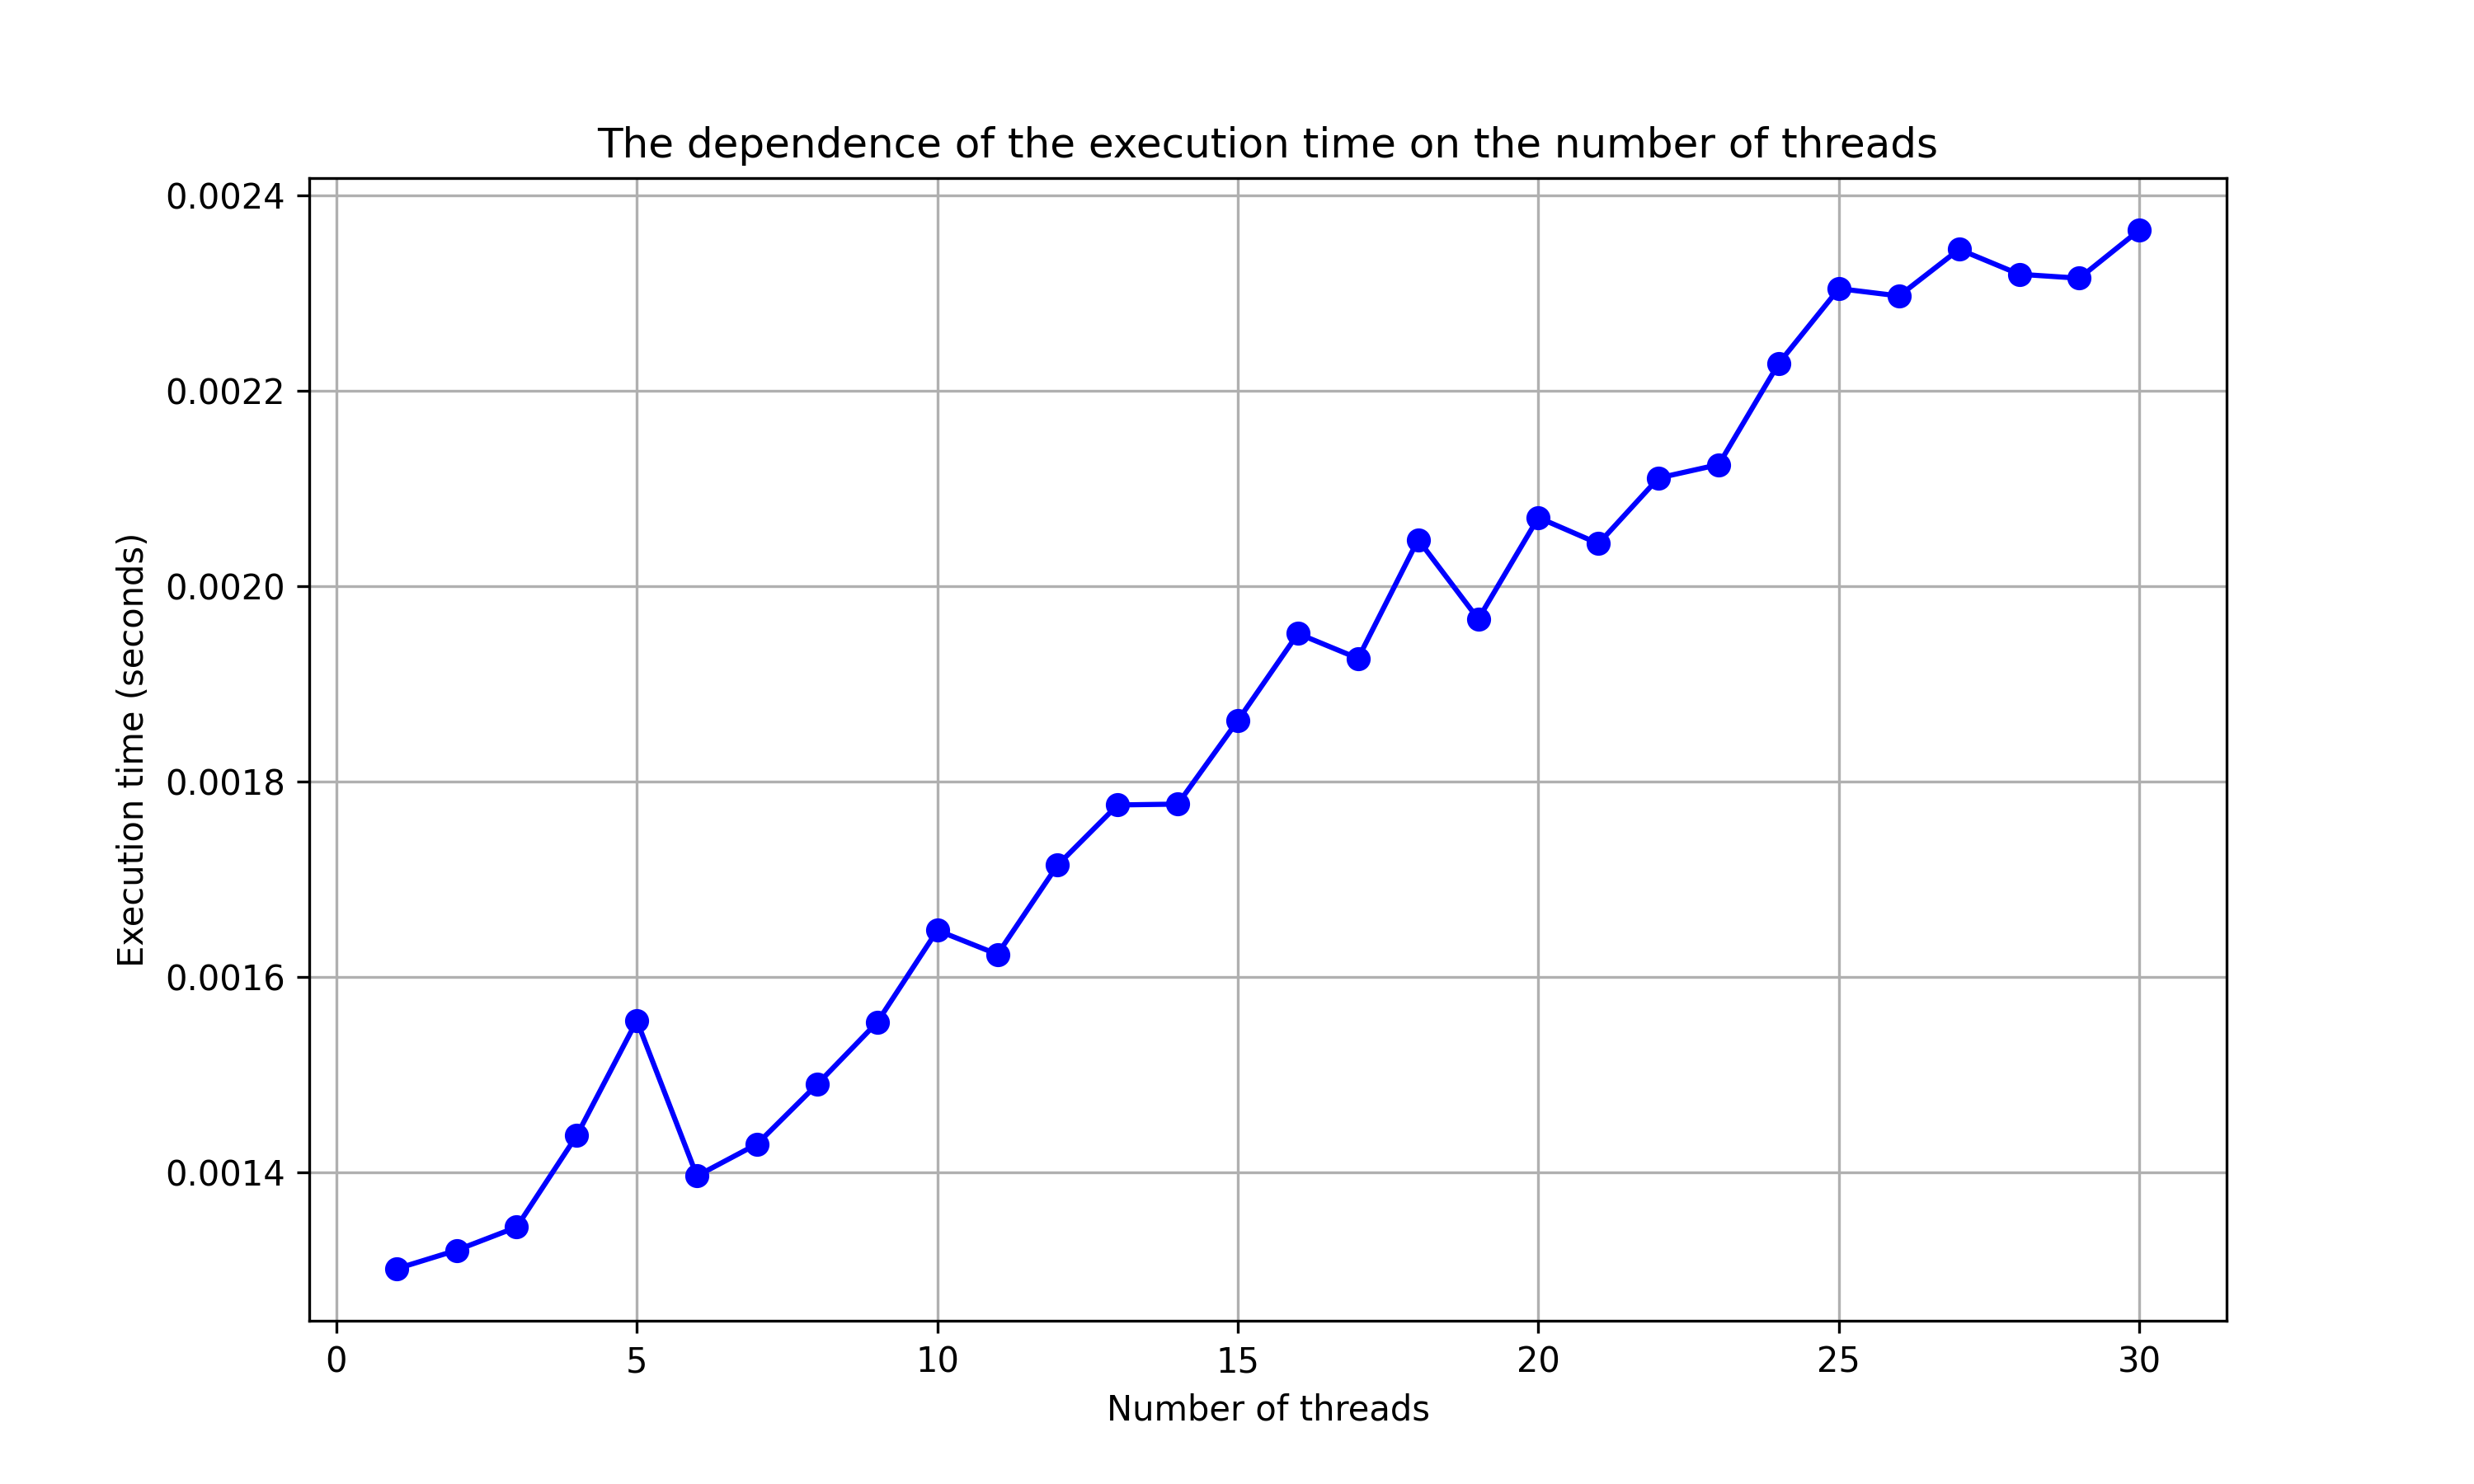 The dependence of the execution time on the number of threads
0.0024
0.0022
0.0020
0.0018
0.0016
0.0014
Execution time (seconds)
0 5 10 15 20 25 30
Number of threads